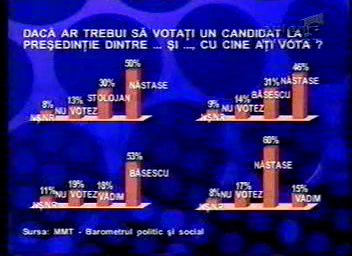 DACĂ AR TREBUI SĂ VOTAȚI UN CANDIDAT LA
PREȘEDINȚIE DINTRE ... ȘI ..., CU CINE AȚI VOTA ?
8% 13% 30% 50%
NȘ/NR NU VOTEZ STOLOJAN NĂSTASE
9% 14% 31% 46%
NȘ/NR NU VOTEZ BĂSESCU NĂSTASE
11% 19% 18% 53%
NȘ/NR NU VOTEZ VADIM BĂSESCU
8% 17% 60% 15%
NȘ/NR NU VOTEZ NĂSTASE VADIM
Sursa: MMT - Barometrul politic și social